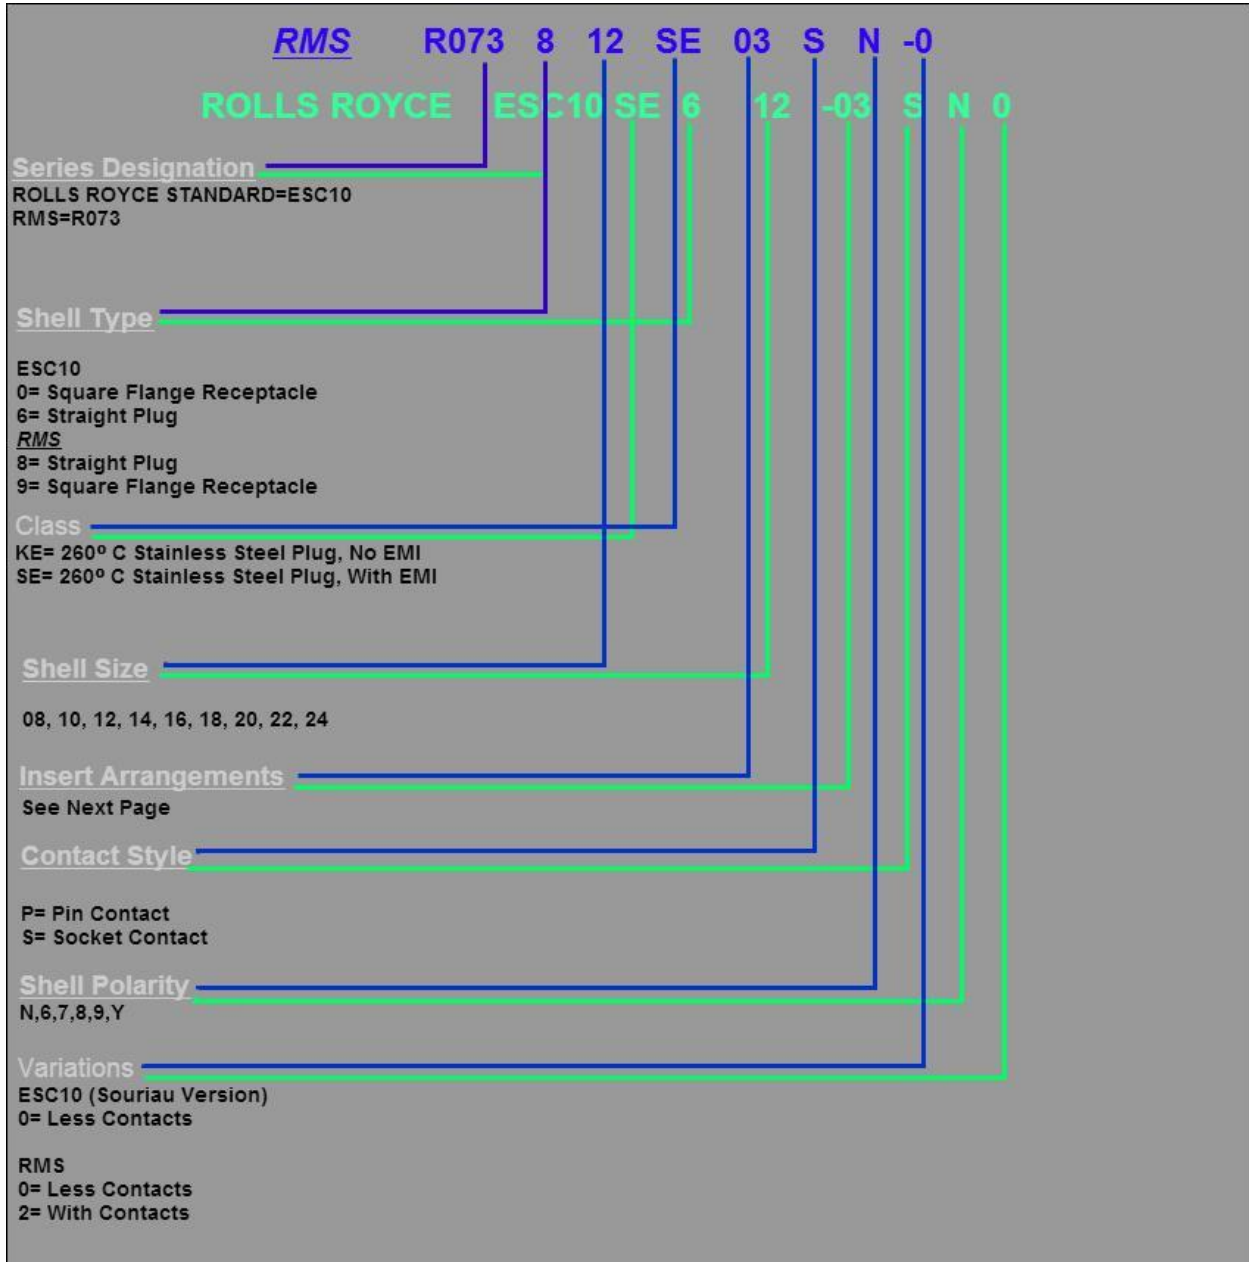 RMS R073 8 12 SE 03 S N -0
ROLLS ROYCE ESC10 SE 6 12 -03 S N 0
Series Designation
ROLLS ROYCE STANDARD=ESC10
RMS=R073
Shell Type
ESC10
0= Square Flange Receptacle
6= Straight Plug
RMS
8= Straight Plug
9= Square Flange Receptacle
Class
KE= 260º C Stainless Steel Plug, No EMI
SE= 260º C Stainless Steel Plug, With EMI
Shell Size
08, 10, 12, 14, 16, 18, 20, 22, 24
Insert Arrangements
See Next Page
Contact Style
P= Pin Contact
S= Socket Contact
Shell Polarity
N,6,7,8,9,Y
Variations
ESC10 (Souriau Version)
0= Less Contacts
RMS
0= Less Contacts
2= With Contacts